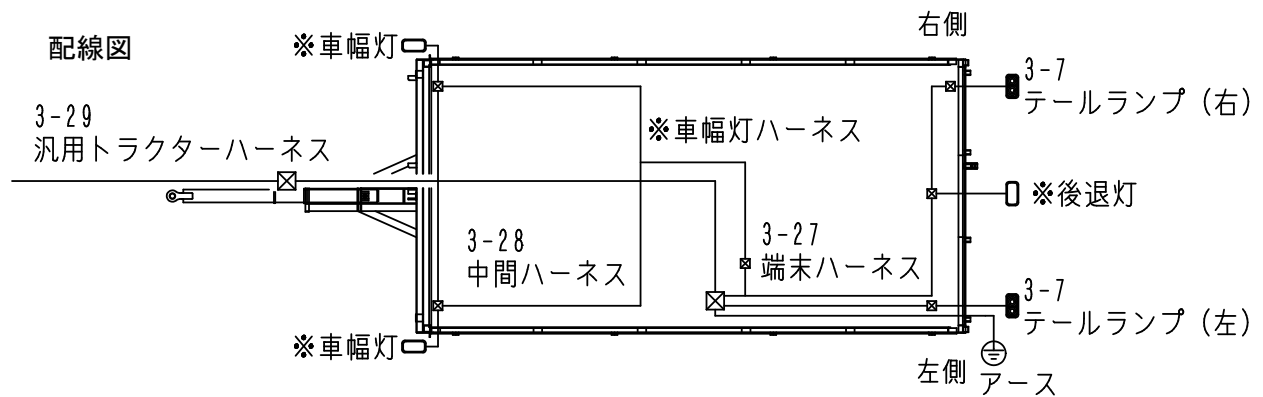 配線図
右側
※車幅灯
3-7
テールランプ（右）
3-29
汎用トラクターハーネス
※車幅灯ハーネス
※後退灯
3-28
中間ハーネス
3-27
端末ハーネス
3-7
テールランプ（左）
※車幅灯
左側
アース